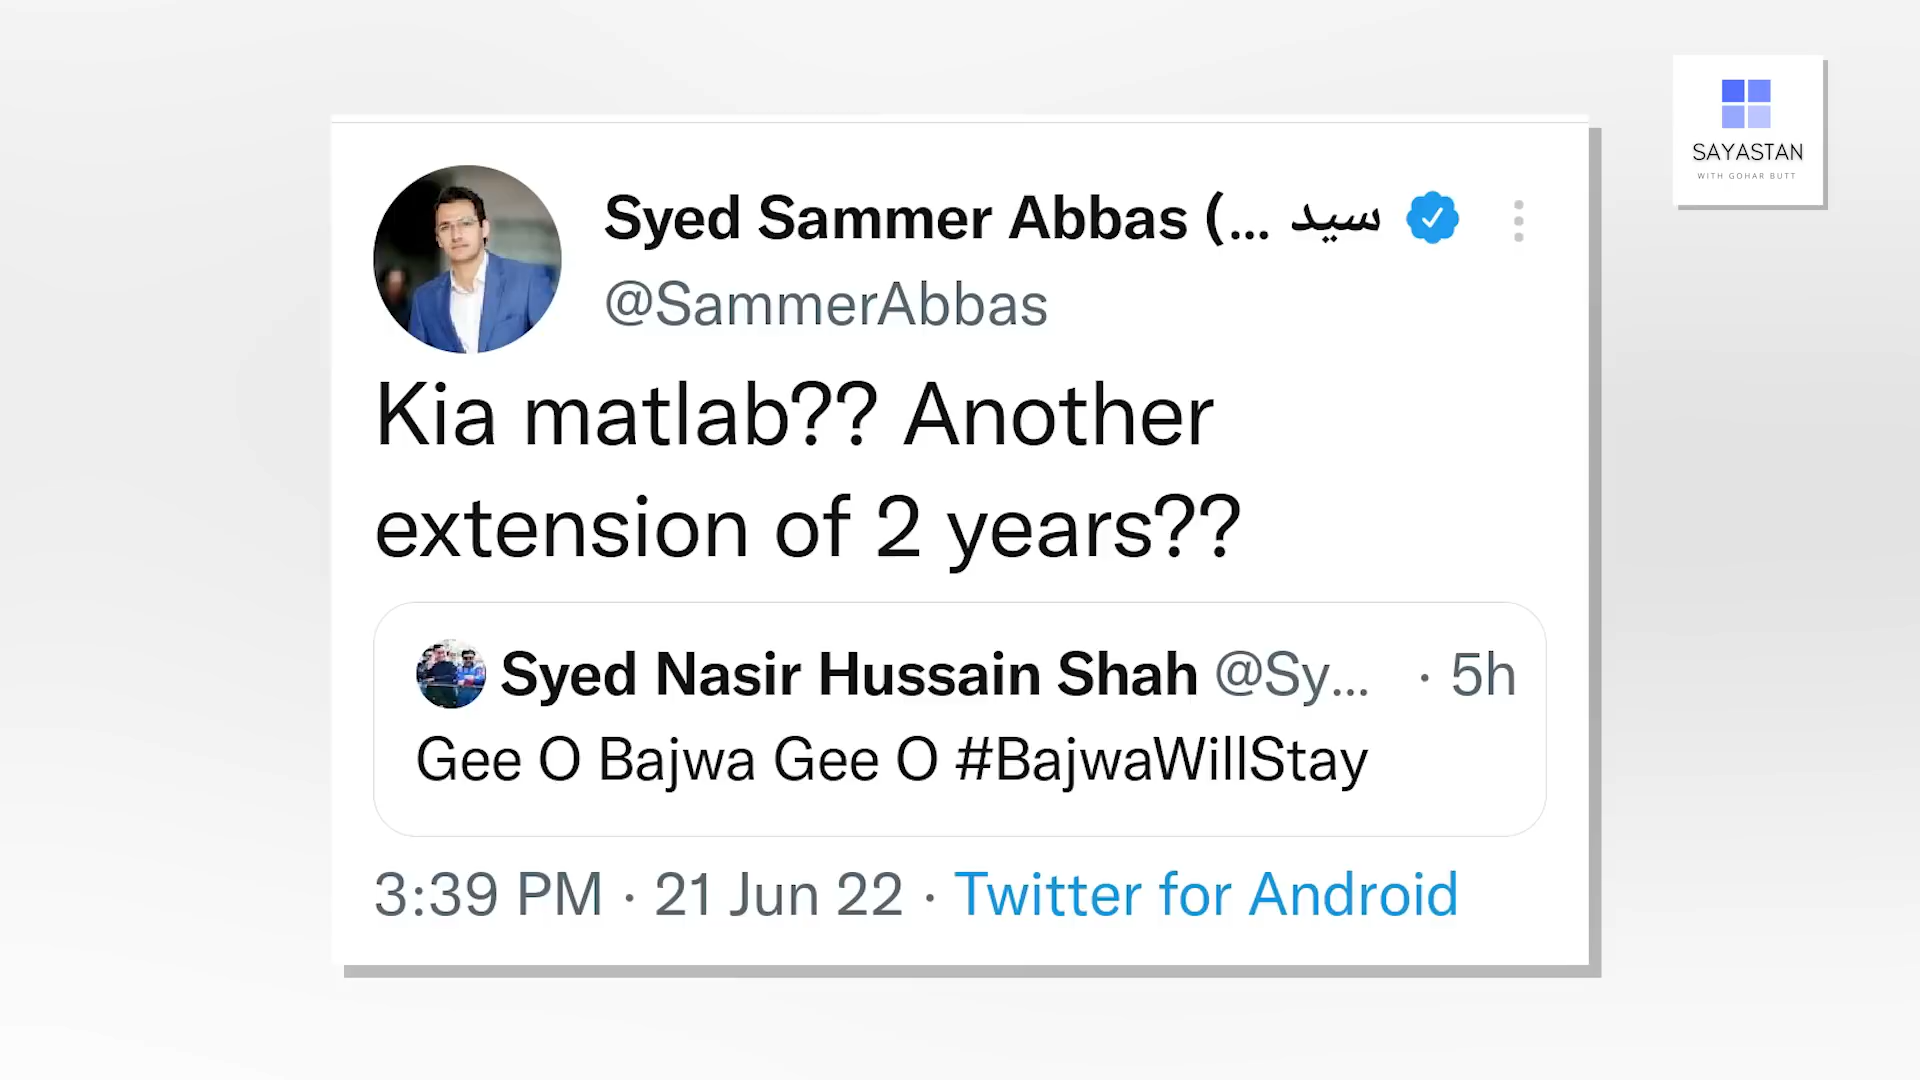 SAYASTAN
WITH GOHAR BUTT
Syed Sammer Abbas (... سید
@SammerAbbas
Kia matlab?? Another
extension of 2 years??
Syed Nasir Hussain Shah @Sy... · 5h
Gee O Bajwa Gee O #BajwaWillStay
3:39 PM · 21 Jun 22 · Twitter for Android